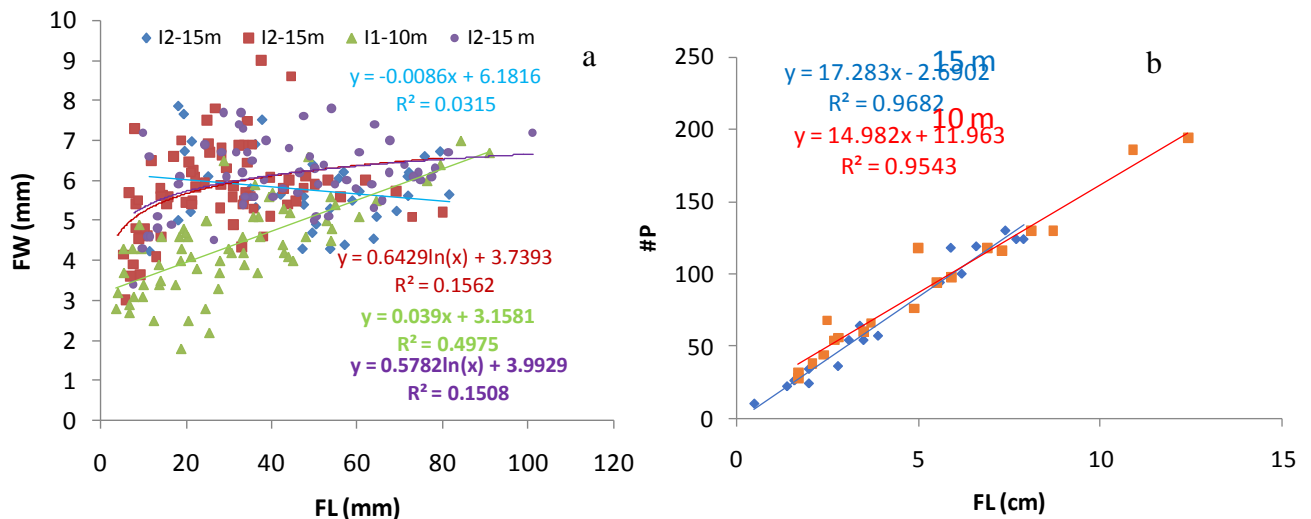 I2-15m I2-15m I1-10m I2-15 m
a
y = -0.0086x + 6.1816
R² = 0.0315
y = 0.6429ln(x) + 3.7393
R² = 0.1562
y = 0.039x + 3.1581
R² = 0.4975
y = 0.5782ln(x) + 3.9929
R² = 0.1508
FW (mm)
10
9
8
7
6
5
4
3
2
1
0
0 20 40 60 80 100 120
FL (mm)
b
15 m
y = 17.283x - 2.6902
R² = 0.9682
10 m
y = 14.982x + 11.963
R² = 0.9543
#P
250
200
150
100
50
0
0 5 10 15
FL (cm)